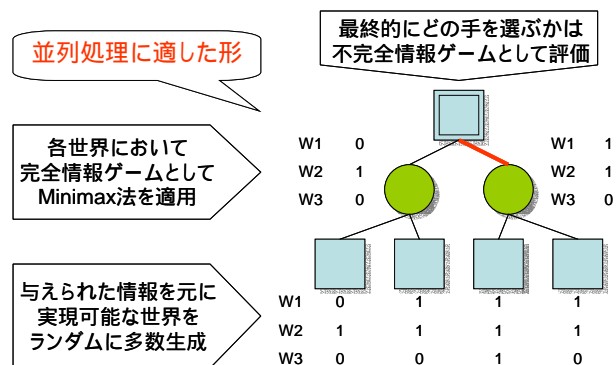 並列処理に適した形
最終的にどの手を選ぶかは
不完全情報ゲームとして評価
各世界において
完全情報ゲームとして
Minimax法を適用
W1 0
W2 1
W3 0
W1 1
W2 1
W3 0
与えられた情報を元に
実現可能な世界を
ランダムに多数生成
W1 0 1 1 1
W2 1 1 1 1
W3 0 0 1 0